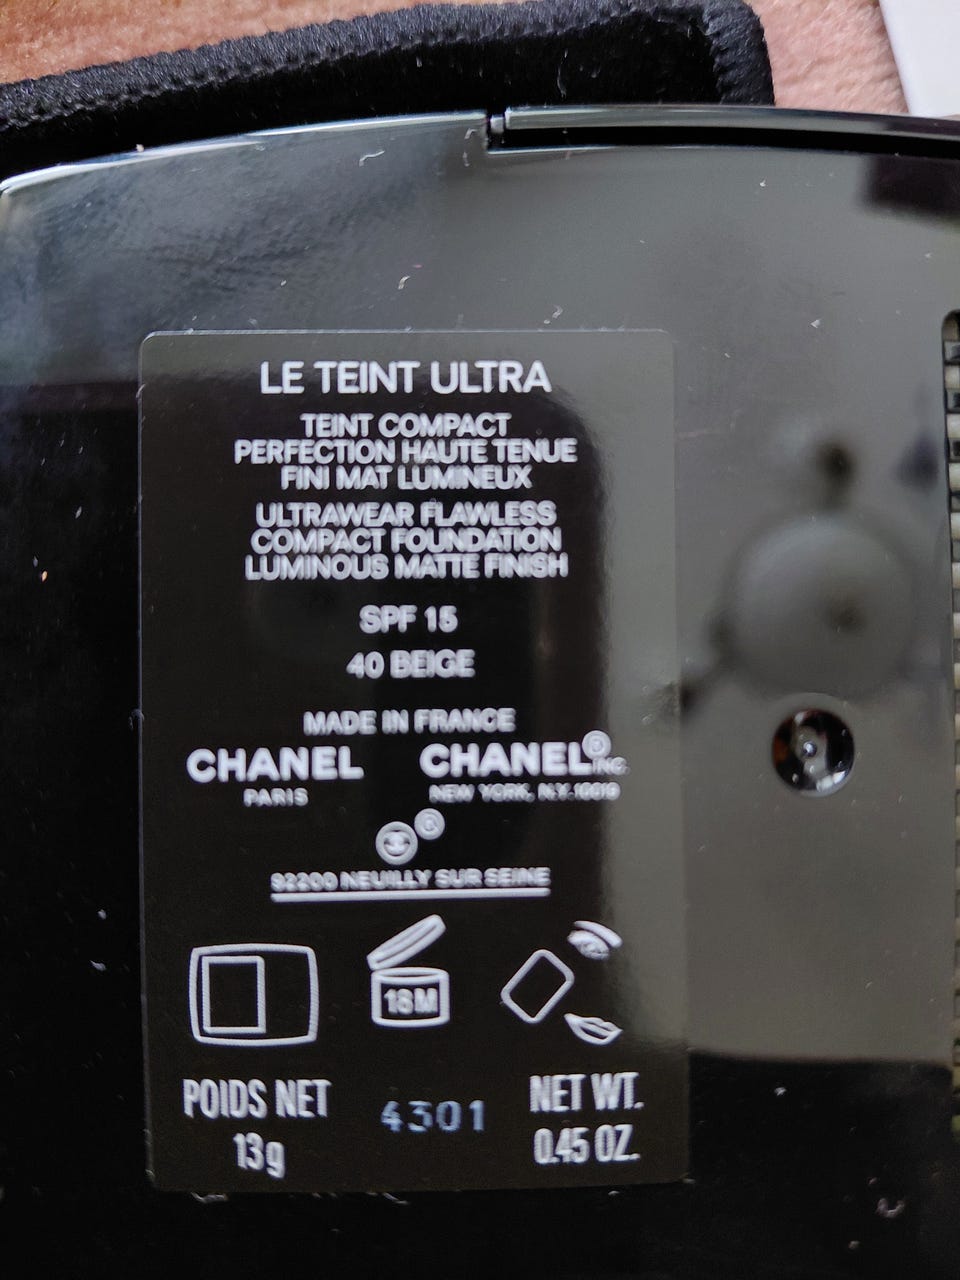 LE TEINT ULTRA
TEINT COMPACT
PERFECTION HAUTE TENUE
FINI MAT LUMINEUX
ULTRAWEAR FLAWLESS
COMPACT FOUNDATION
LUMINOUS MATTE FINISH
SPF 15
40 BEIGE
MADE IN FRANCE
CHANEL CHANEL® INC.
PARIS NEW YORK, N.Y. 10019
®
92200 NEUILLY SUR SEINE
18M
POIDS NET 4301 NET WT.
13g 0.45 OZ.